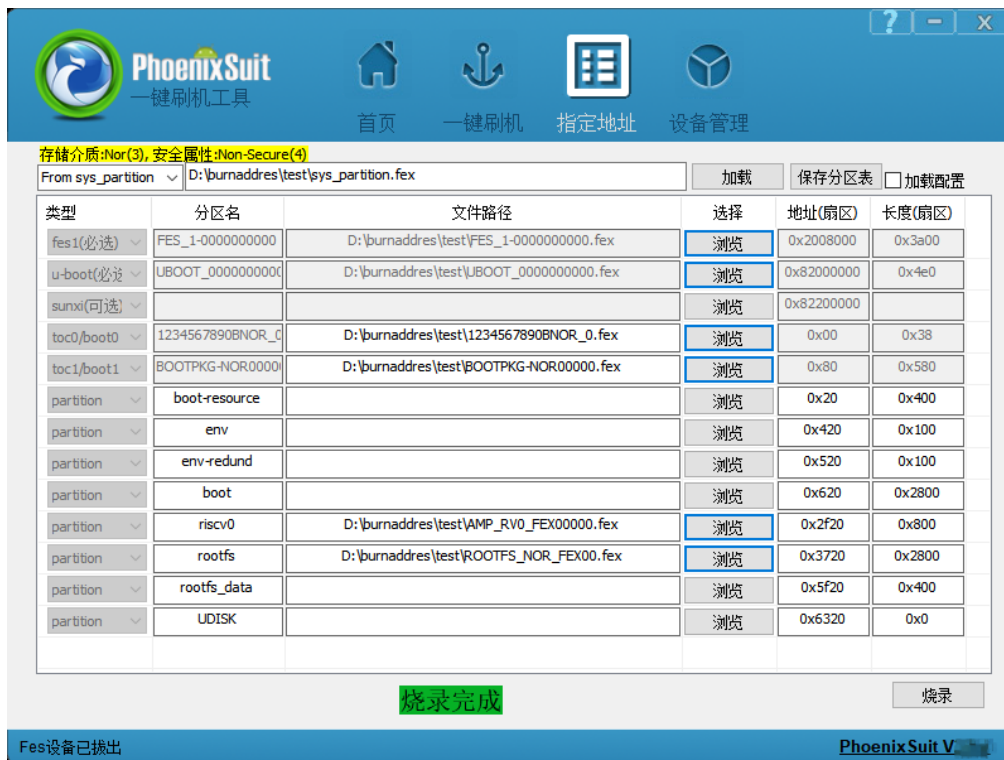 ? - X
PhoenixSuit
一键刷机工具
首页 一键刷机 指定地址 设备管理
存储介质:Nor(3), 安全属性:Non-Secure(4)
From sys_partition D:\burnaddres\test\sys_partition.fex 加载 保存分区表 加载配置
类型 分区名 文件路径 选择 地址(扇区) 长度(扇区)
fes1(必选) FES_1-0000000000 D:\burnaddres\test\FES_1-0000000000.fex 浏览 0x2008000 0x3a00
u-boot(必选 UBOOT_0000000000 D:\burnaddres\test\UBOOT_0000000000.fex 浏览 0x82000000 0x4e0
sunxi(可选) 浏览 0x82200000
toc0/boot0 1234567890BNOR_0 D:\burnaddres\test\1234567890BNOR_0.fex 浏览 0x00 0x38
toc1/boot1 BOOTPKG-NOR00000 D:\burnaddres\test\BOOTPKG-NOR00000.fex 浏览 0x80 0x580
partition boot-resource 浏览 0x20 0x400
partition env 浏览 0x420 0x100
partition env-redund 浏览 0x520 0x100
partition boot 浏览 0x620 0x2800
partition riscv0 D:\burnaddres\test\AMP_RV0_FEX00000.fex 浏览 0x2f20 0x800
partition rootfs D:\burnaddres\test\ROOTFS_NOR_FEX00.fex 浏览 0x3720 0x2800
partition rootfs_data 浏览 0x5f20 0x400
partition UDISK 浏览 0x6320 0x0
烧录完成 烧录
Fes设备已拔出 PhoenixSuit V